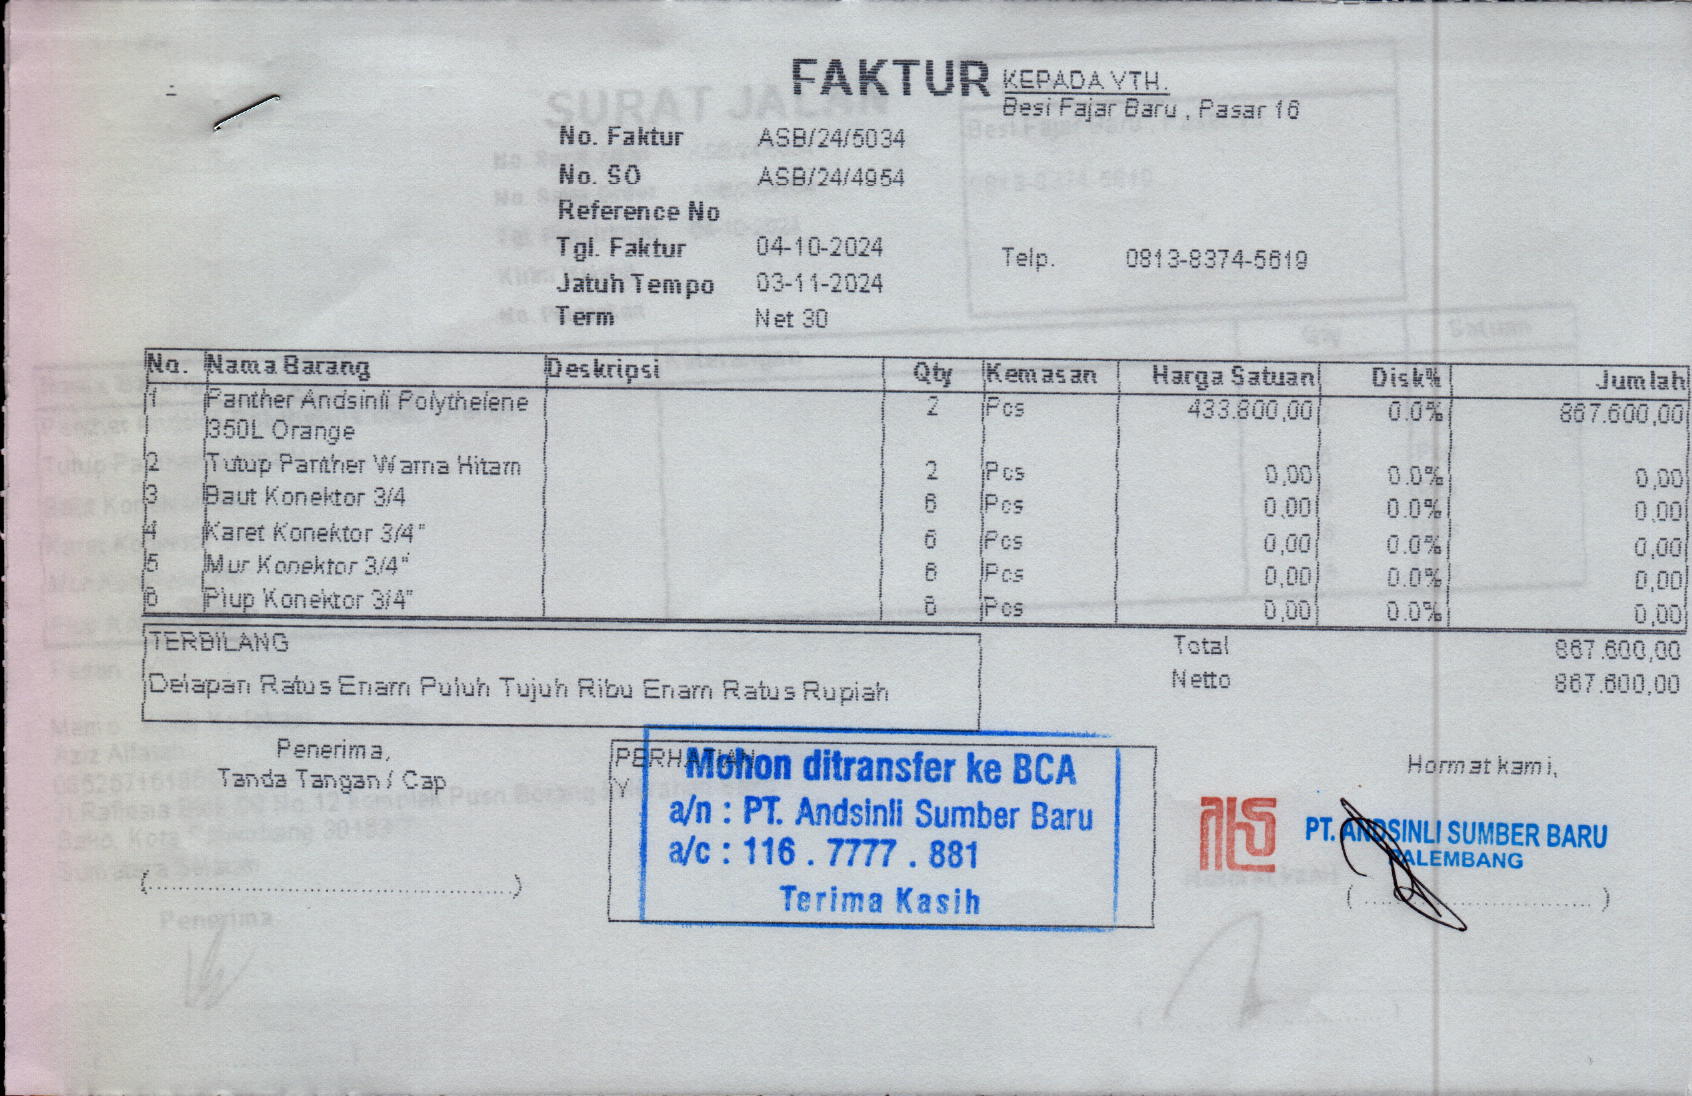 FAKTUR
KEPADA YTH.
Besi Fajar Baru , Pasar 16
No. Faktur ASB/24/5034
No. SO ASB/24/4954
Reference No
Tgl. Faktur 04-10-2024
Telp. 0813-8374-5619
Jatuh Tempo 03-11-2024
Term Net 30
No. Nama Barang Deskripsi Qty Kemasan Harga Satuan Disk% Jumlah
1 Panther Andsinli Polythelene 2 Pcs 433.800,00 0.0% 867.600,00
350L Orange
2 Tutup Panther Warna Hitam 2 Pcs 0,00 0.0% 0,00
3 Baut Konektor 3/4 6 Pcs 0,00 0.0% 0,00
4 Karet Konektor 3/4" 6 Pcs 0,00 0.0% 0,00
5 Mur Konektor 3/4" 6 Pcs 0,00 0.0% 0,00
6 Plup Konektor 3/4" 6 Pcs 0,00 0.0% 0,00
TERBILANG
Delapan Ratus Enam Puluh Tujuh Ribu Enam Ratus Rupiah
Total 867.600,00
Netto 867.600,00
Penerima,
Tanda Tangan / Cap
PERHATIAN
Y
Mohon ditransfer ke BCA
a/n : PT. Andsinli Sumber Baru
a/c : 116 . 7777 . 881
Terima Kasih
Hormat kami,
PT. ANDSINLI SUMBER BARU
PALEMBANG
SURAT JALAN
Penerima